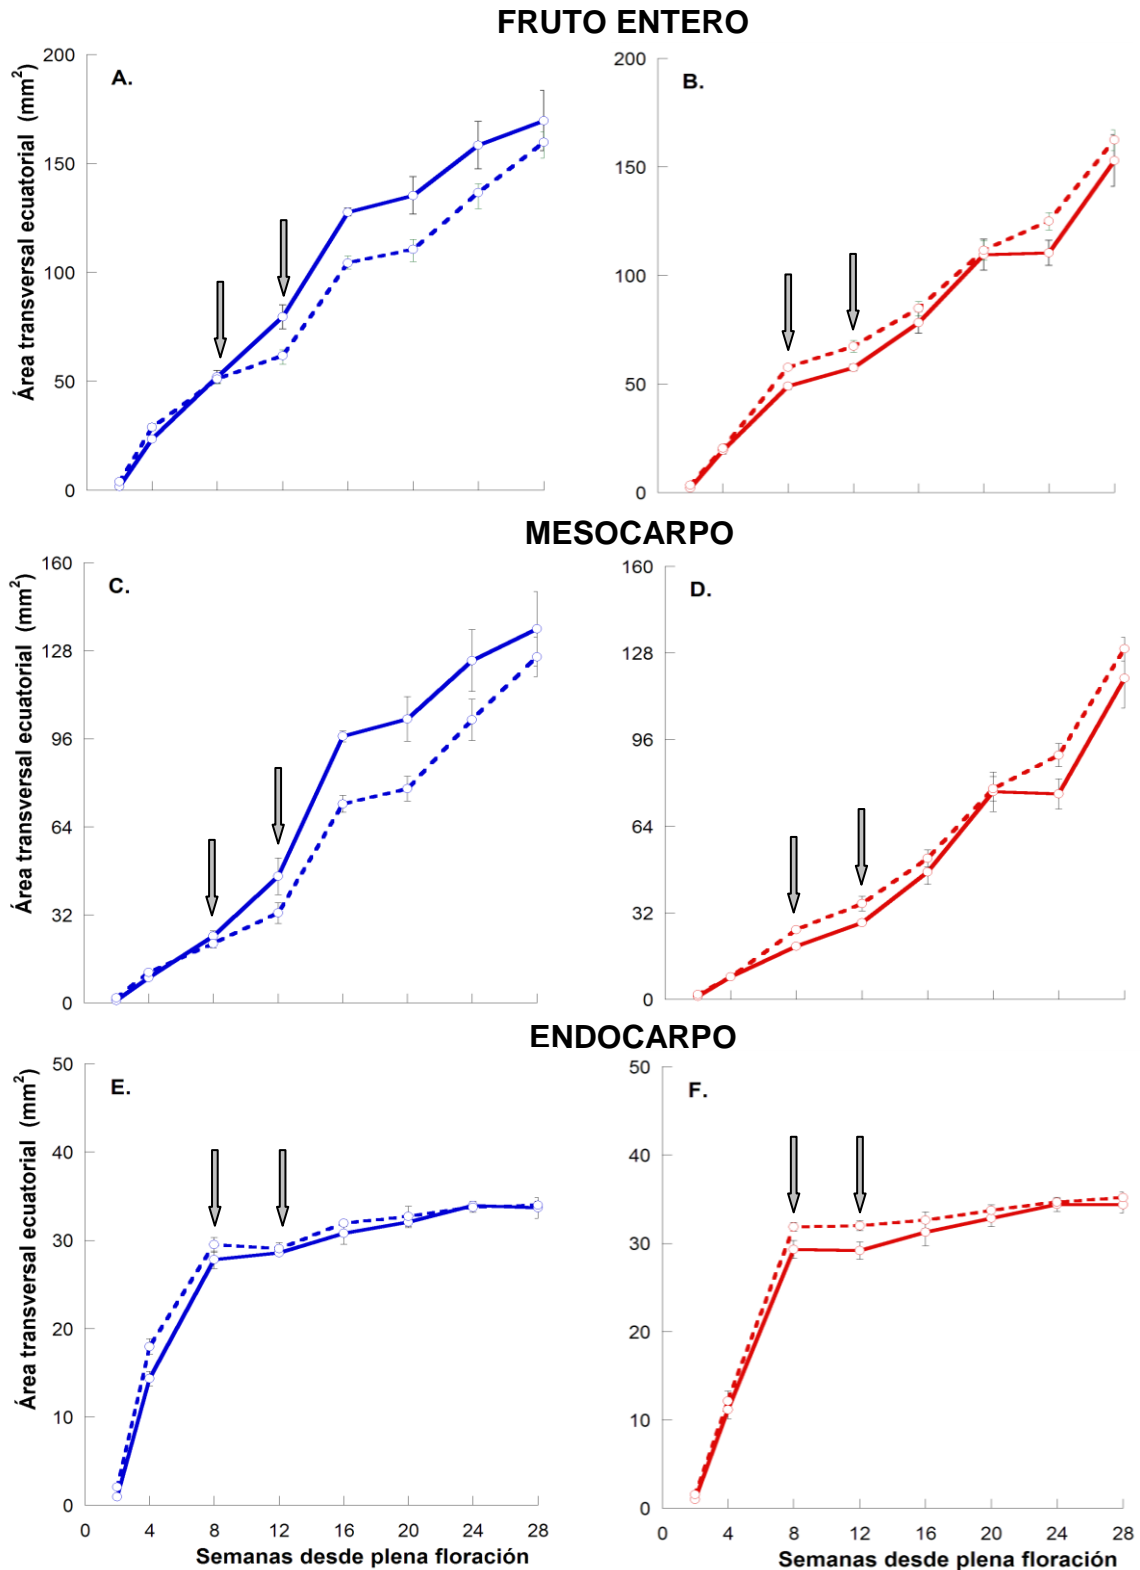 FRUTO ENTERO
Área transversal ecuatorial (mm²)
200
150
100
50
0
A.
200
150
100
50
0
B.
MESOCARPO
Área transversal ecuatorial (mm²)
160
128
96
64
32
0
C.
160
128
96
64
32
0
D.
ENDOCARPO
Área transversal ecuatorial (mm²)
50
40
30
20
10
0
E.
0 4 8 12 16 20 24 28
Semanas desde plena floración
50
40
30
20
10
0
F.
0 4 8 12 16 20 24 28
Semanas desde plena floración